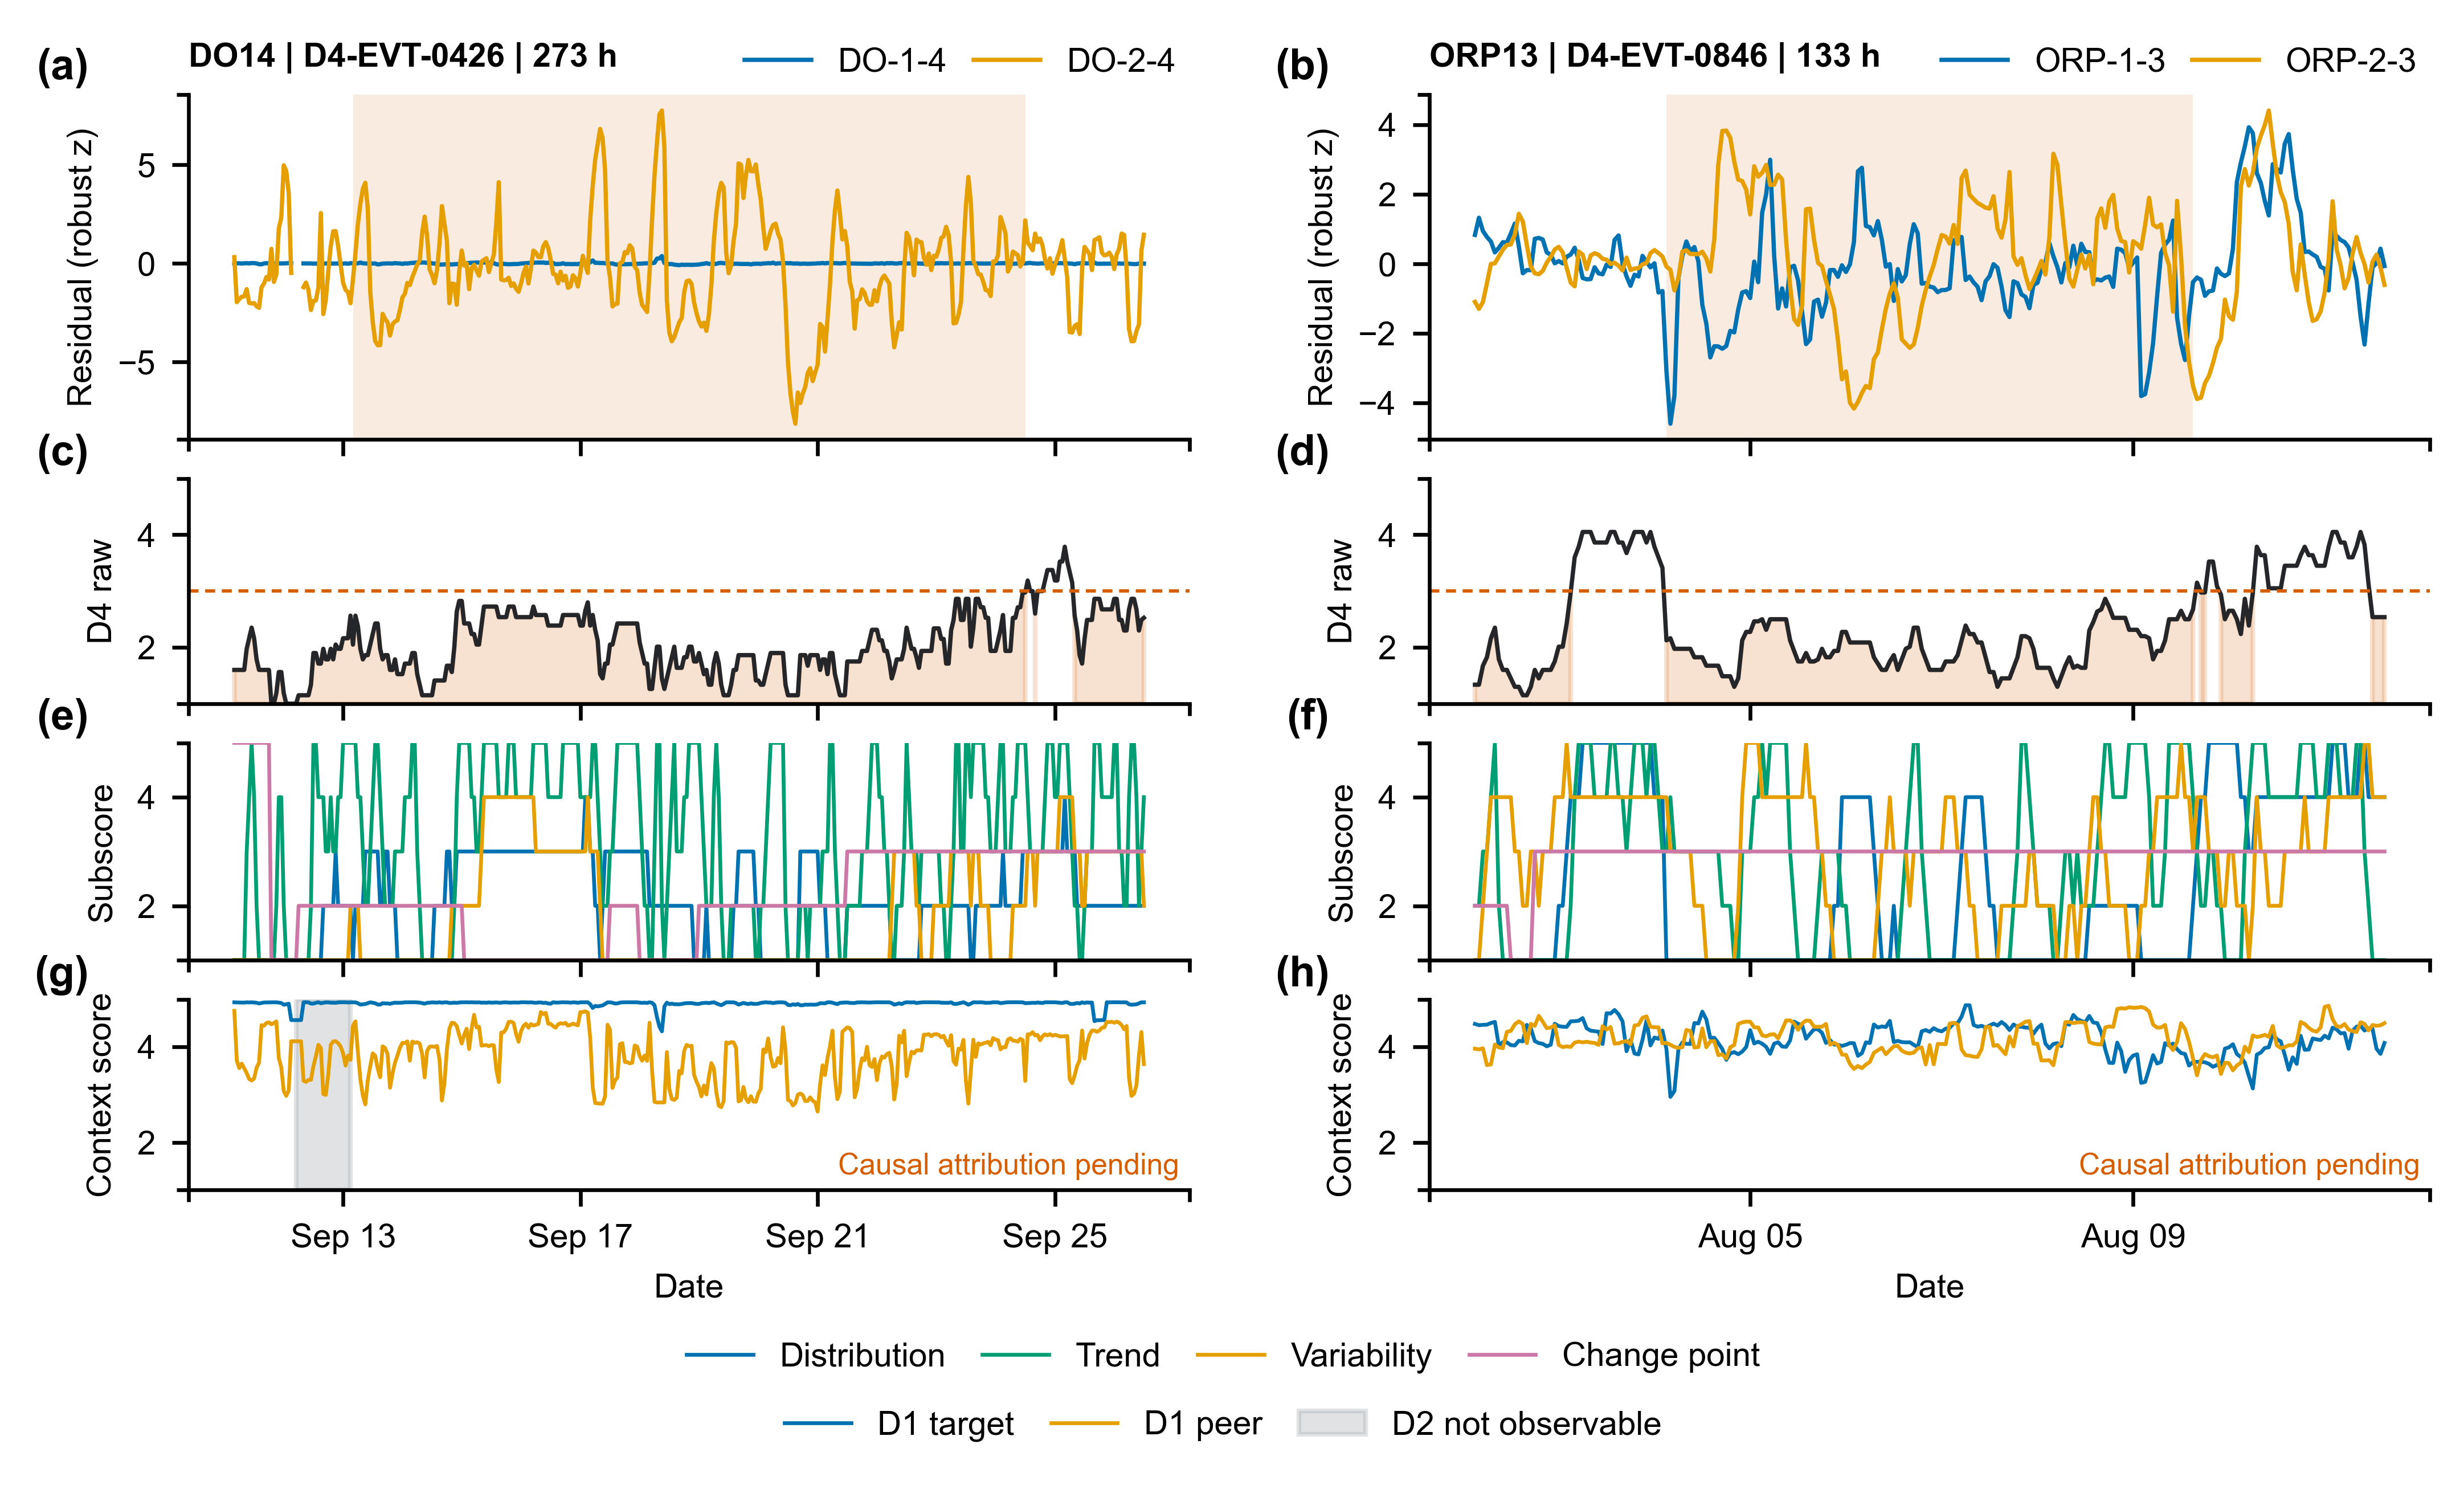 (a) DO14 | D4-EVT-0426 | 273 h DO-1-4 DO-2-4
Residual (robust z)
5
0
−5
(b) ORP13 | D4-EVT-0846 | 133 h ORP-1-3 ORP-2-3
Residual (robust z)
4
2
0
−2
−4
(c)
D4 raw
4
2
(d)
D4 raw
4
2
(e)
Subscore
4
2
(f)
Subscore
4
2
(g)
Context score
4
2
Causal attribution pending
Sep 13 Sep 17 Sep 21 Sep 25
Date
(h)
Context score
4
2
Causal attribution pending
Aug 05 Aug 09
Date
Distribution Trend Variability Change point
D1 target D1 peer D2 not observable